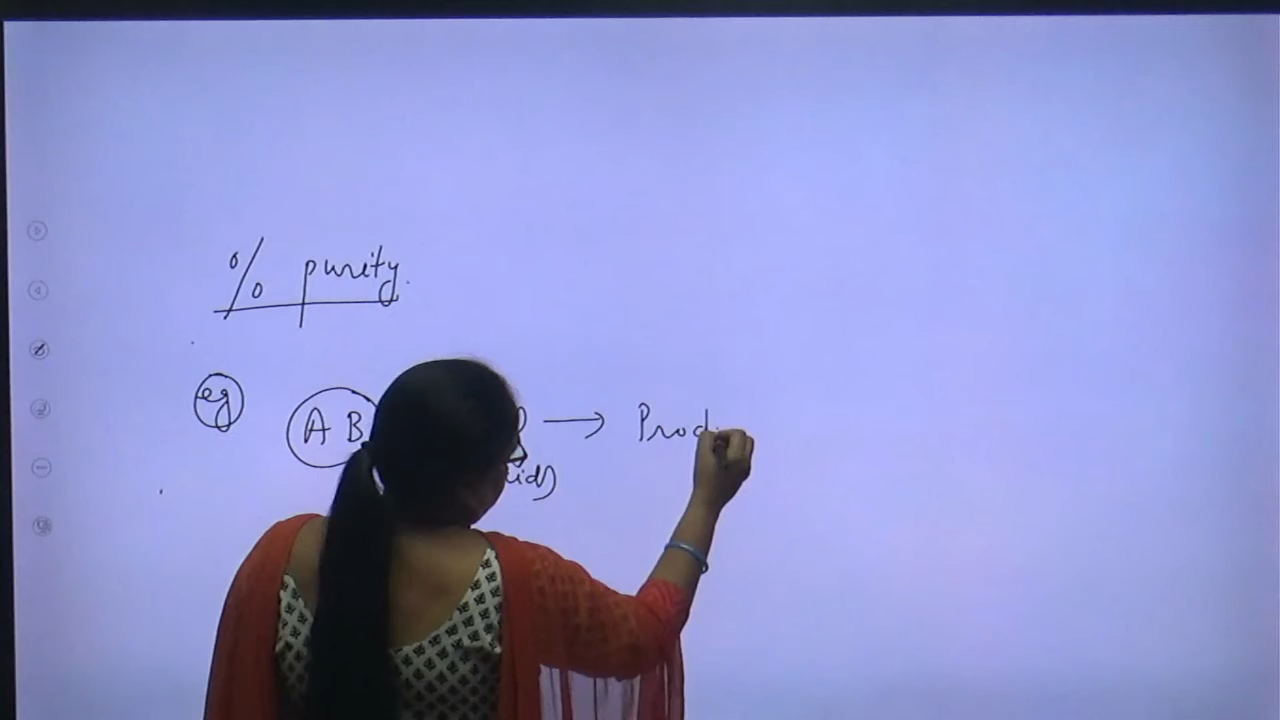 % purity.
eg AB → Prod